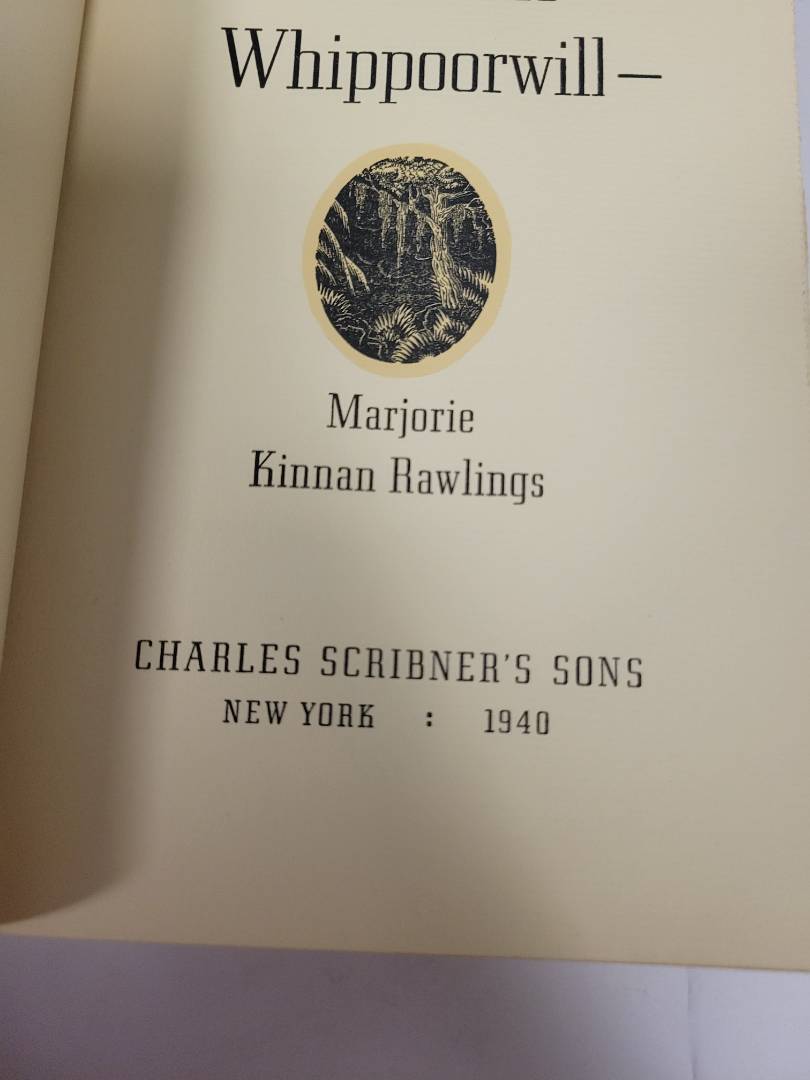 Whippoorwill—
Marjorie
Kinnan Rawlings
CHARLES SCRIBNER'S SONS
NEW YORK : 1940